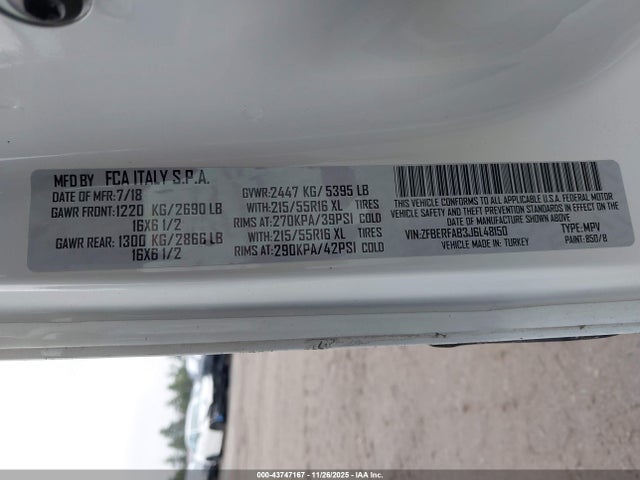 MFD BY FCA ITALY S.P.A.
DATE OF MFR:7/18 GVWR:2447 KG/ 5395 LB
GAWR FRONT:1220 KG/2690 LB WITH:215/55R16 XL TIRES
16X6 1/2 RIMS AT:270KPA/39PSI COLD
GAWR REAR: 1300 KG/2866 LB WITH:215/55R16 XL TIRES
16X6 1/2 RIMS AT:290KPA/42PSI COLD
THIS VEHICLE CONFORMS TO ALL APPLICABLE U.S.A. FEDERAL MOTOR
VEHICLE SAFETY, BUMPER AND THEFT PREVENTION STANDARDS IN EFFECT ON THE
DATE OF MANUFACTURE SHOWN ABOVE.
VIN:ZFBERFAB3J6L48150 TYPE: MPV
MADE IN: TURKEY PAINT: 850/B
000-43747167 - 11/26/2025 - IAAI, Inc.